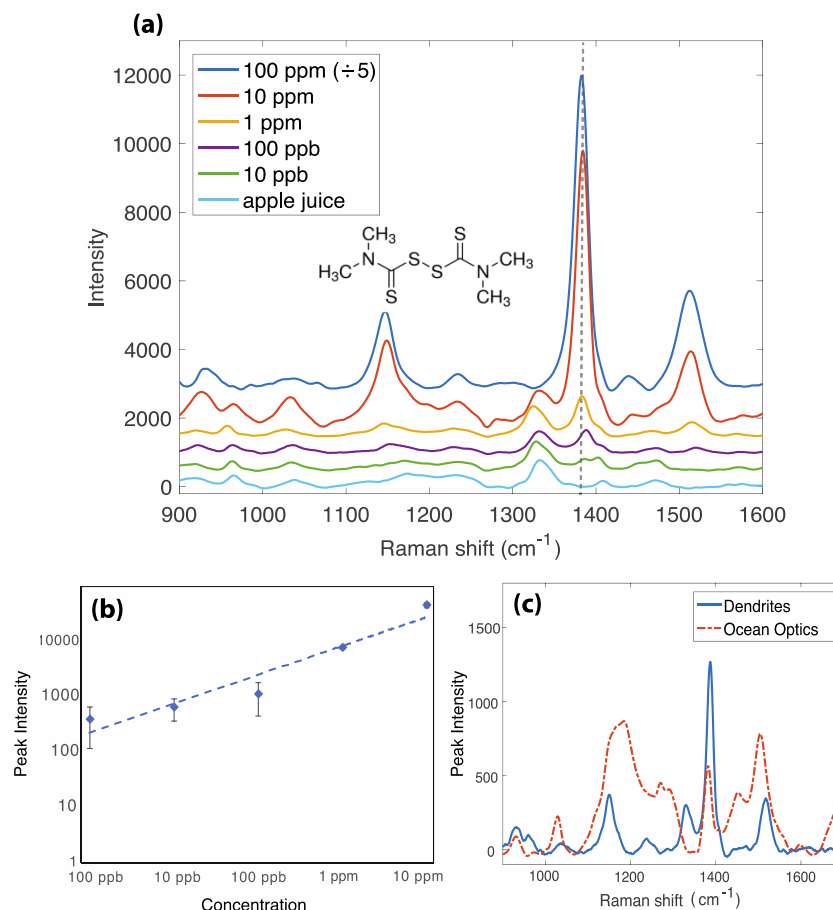 (a)
100 ppm (÷5)
10 ppm
1 ppm
100 ppb
10 ppb
apple juice
12000
10000
8000
6000
4000
2000
0
Intensity
CH3
H3C
N
S
S
S
S
N
CH3
CH3
900 1000 1100 1200 1300 1400 1500 1600
Raman shift (cm-1)
(b)
10000
1000
100
10
1
Peak Intensity
100 ppb 10 ppb 100 ppb 1 ppm 10 ppm
Concentration
(c)
Dendrites
Ocean Optics
1500
1000
500
0
Peak Intensity
1000 1200 1400 1600
Raman shift (cm-1)